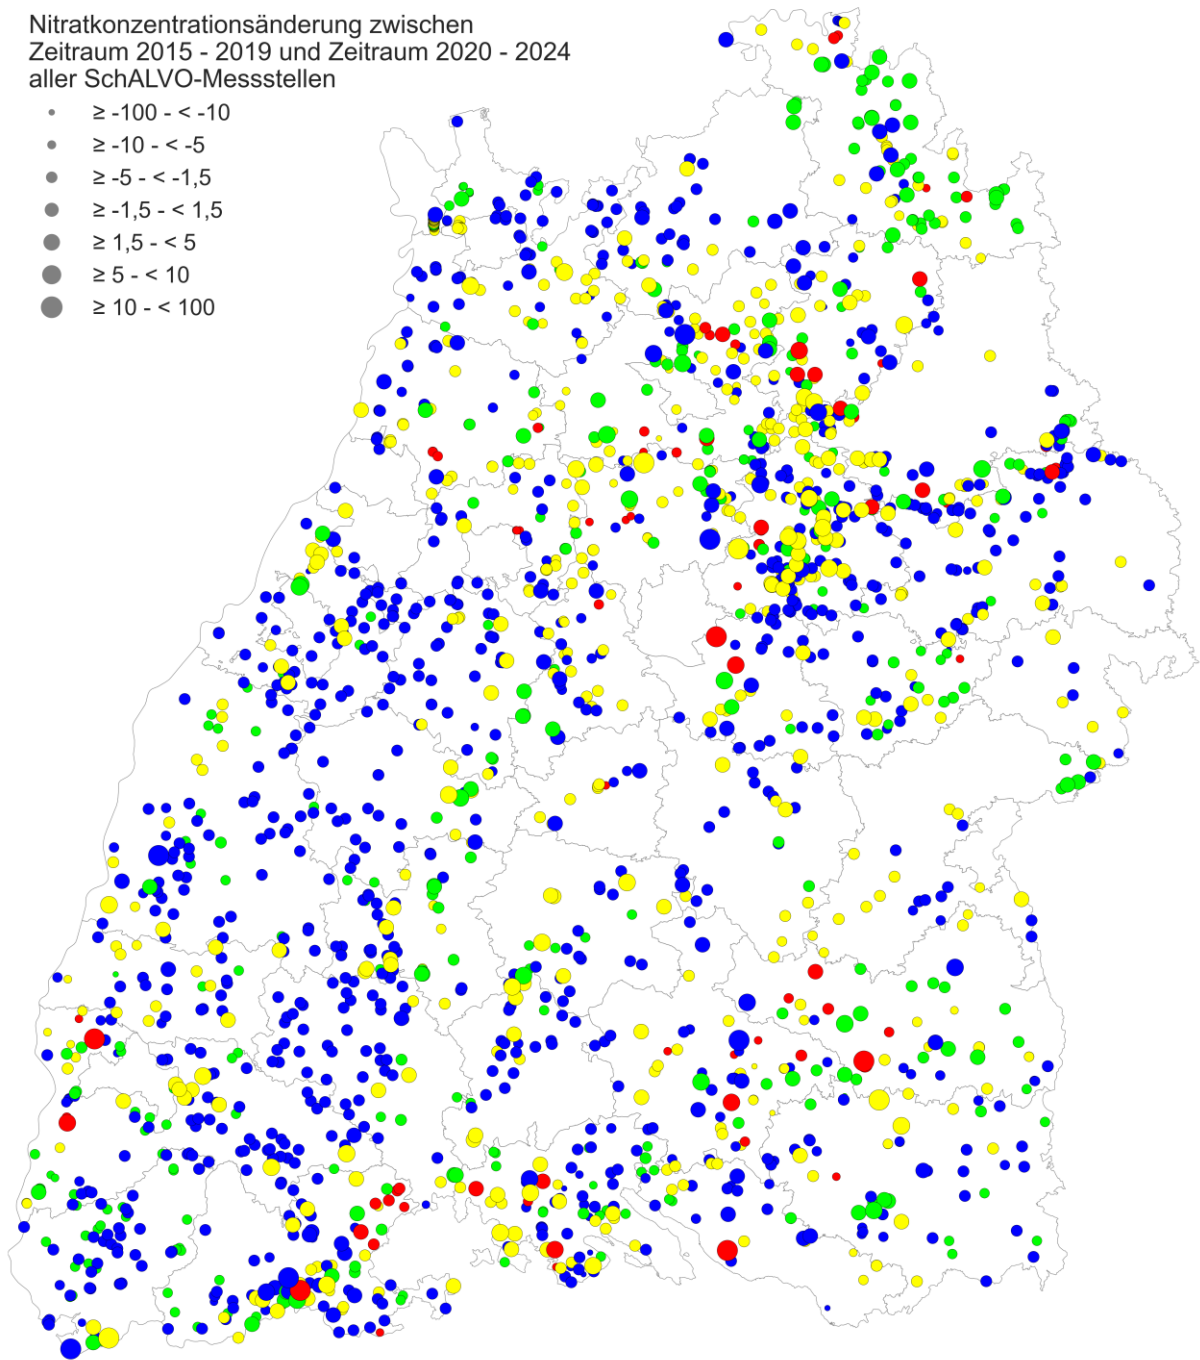 Nitratkonzentrationsänderung zwischen
Zeitraum 2015 - 2019 und Zeitraum 2020 - 2024
aller SchALVO-Messstellen
≥ -100 - < -10
≥ -10 - < -5
≥ -5 - < -1,5
≥ -1,5 - < 1,5
≥ 1,5 - < 5
≥ 5 - < 10
≥ 10 - < 100